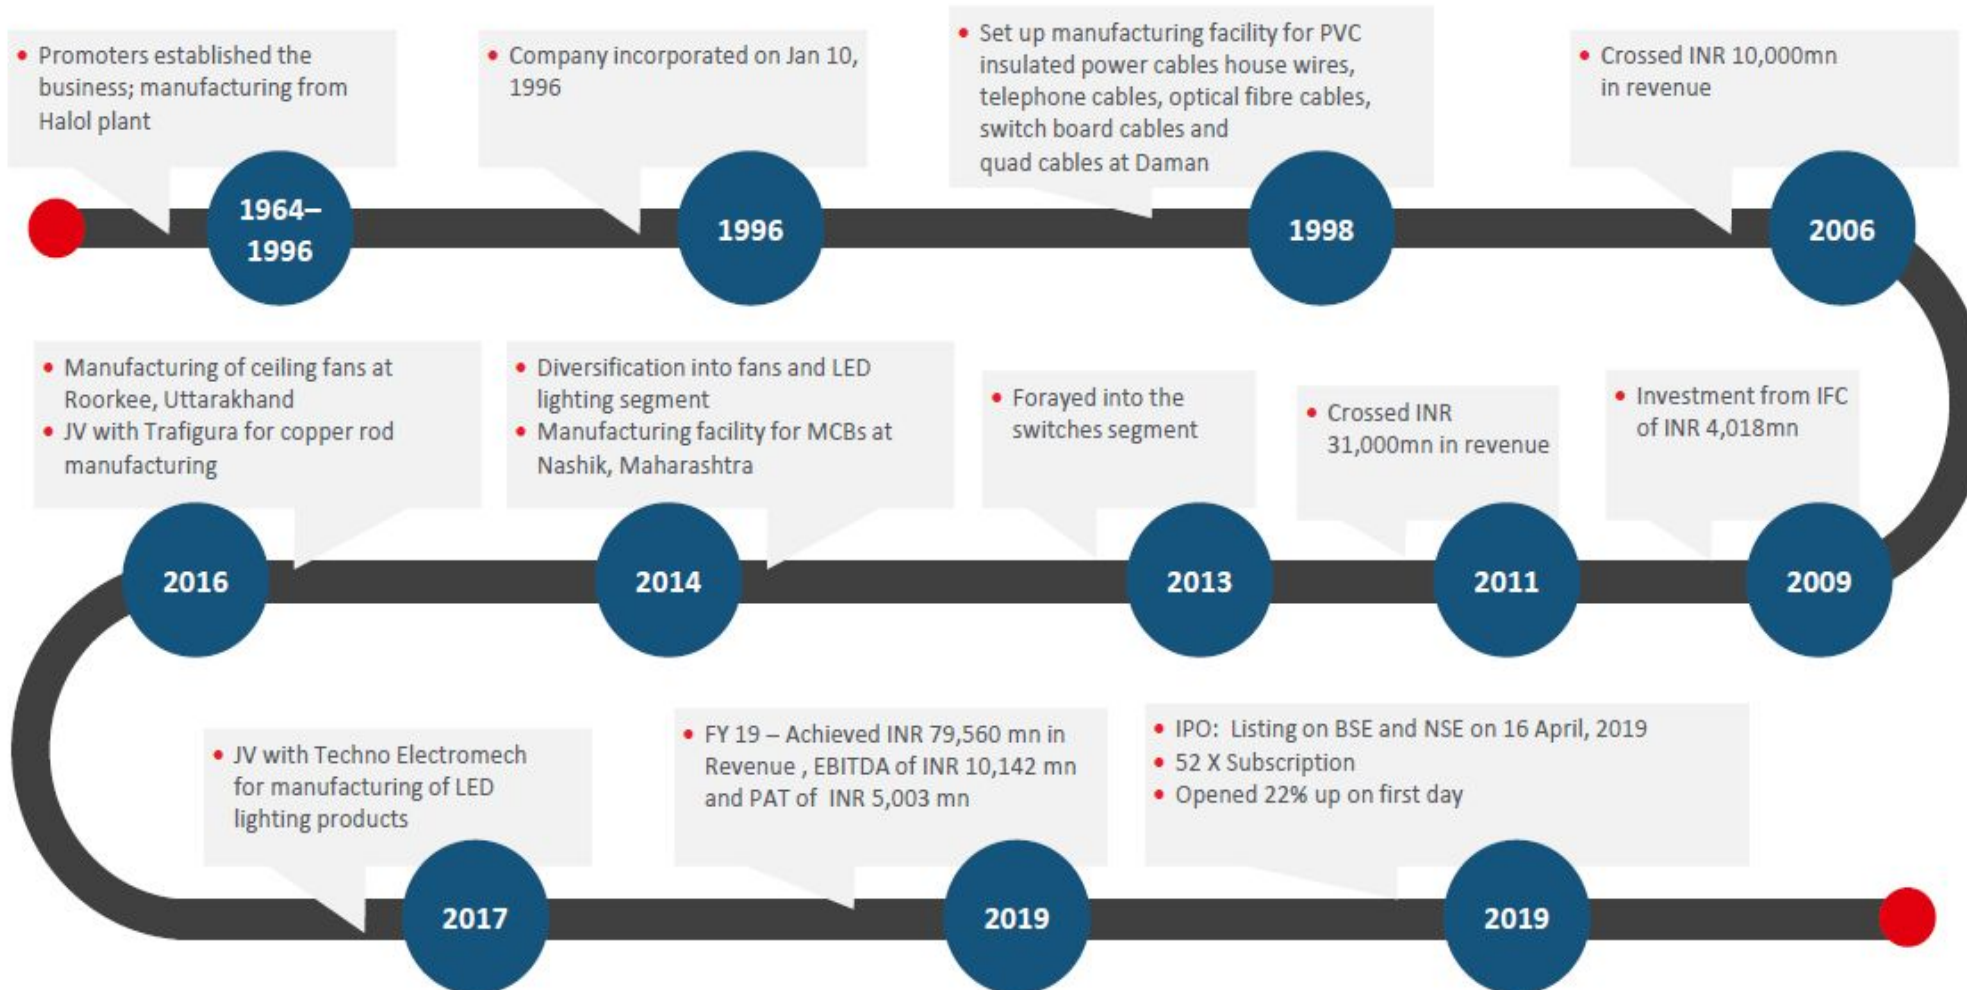 • Promoters established the
business; manufacturing from
Halol plant
1964–
1996
• Company incorporated on Jan 10,
1996
1996
• Set up manufacturing facility for PVC
insulated power cables house wires,
telephone cables, optical fibre cables,
switch board cables and
quad cables at Daman
1998
• Crossed INR 10,000mn
in revenue
2006
• Investment from IFC
of INR 4,018mn
2009
• Crossed INR
31,000mn in revenue
2011
• Forayed into the
switches segment
2013
• Diversification into fans and LED
lighting segment
• Manufacturing facility for MCBs at
Nashik, Maharashtra
2014
• Manufacturing of ceiling fans at
Roorkee, Uttarakhand
• JV with Trafigura for copper rod
manufacturing
2016
• JV with Techno Electromech
for manufacturing of LED
lighting products
2017
• FY 19 – Achieved INR 79,560 mn in
Revenue , EBITDA of INR 10,142 mn
and PAT of  INR 5,003 mn
2019
• IPO:  Listing on BSE and NSE on 16 April, 2019
• 52 X Subscription
• Opened 22% up on first day
2019